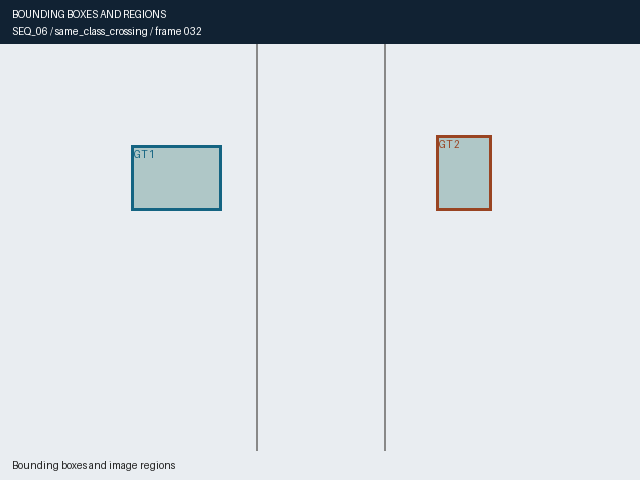 BOUNDING BOXES AND REGIONS
SEQ_06 / same_class_crossing / frame 032
GT1
GT2
Bounding boxes and image regions